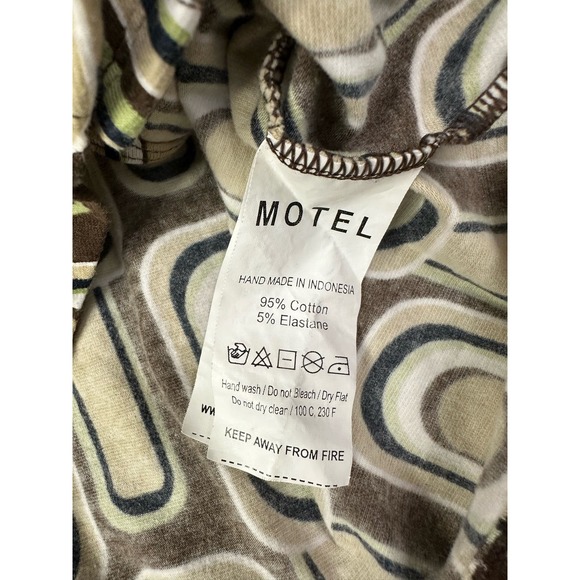 MOTEL
HAND MADE IN INDONESIA
95% Cotton
5% Elastane
Hand wash / Do not Bleach / Dry Flat
Do not dry clean / 100 C, 230 F
www
KEEP AWAY FROM FIRE